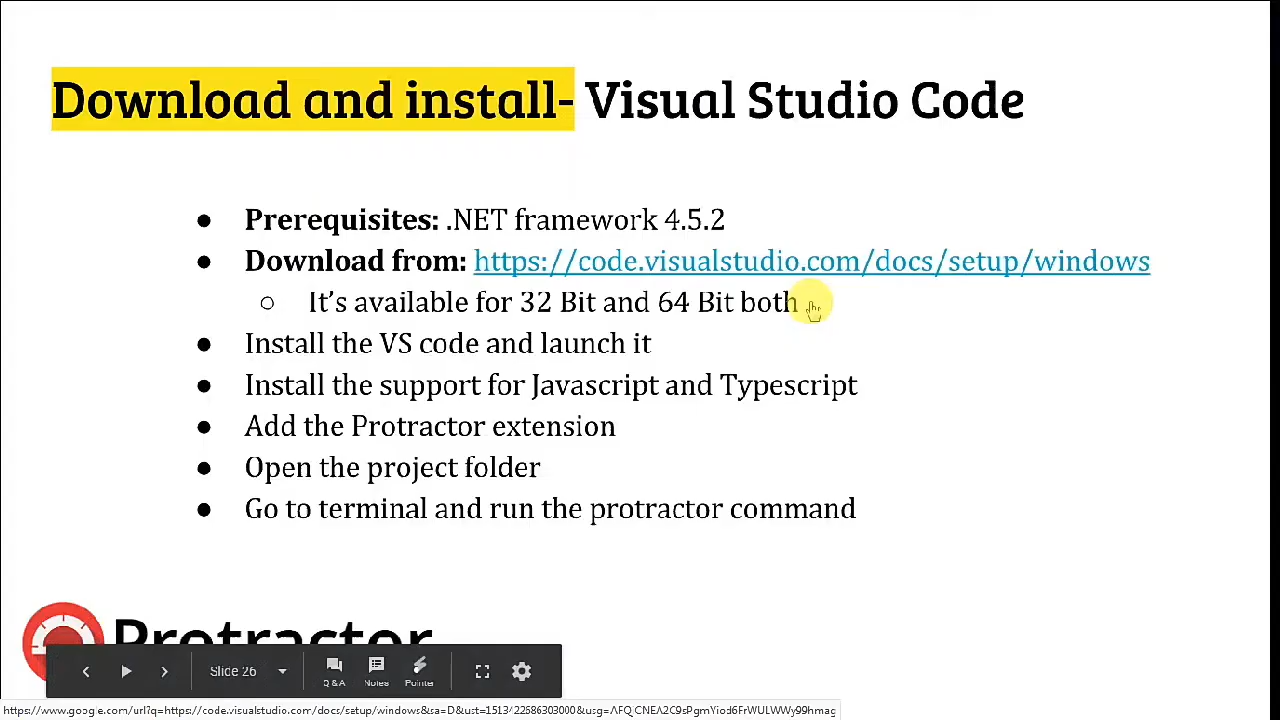 Download and install- Visual Studio Code
● Prerequisites: .NET framework 4.5.2
● Download from: https://code.visualstudio.com/docs/setup/windows
○ It's available for 32 Bit and 64 Bit both
● Install the VS code and launch it
● Install the support for Javascript and Typescript
● Add the Protractor extension
● Open the project folder
● Go to terminal and run the protractor command
Protractor
Slide 26
Q & A Notes Pointer